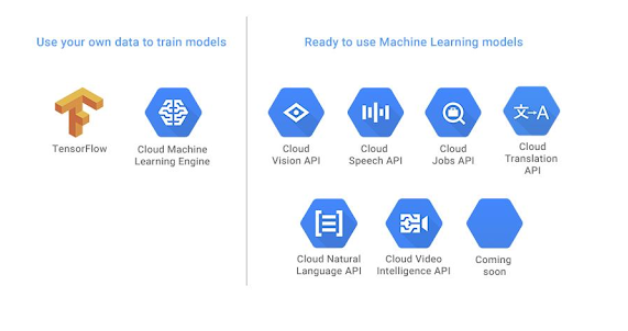 Use your own data to train models
Ready to use Machine Learning models
TensorFlow
Cloud Machine
Learning Engine
Cloud
Vision API
Cloud
Speech API
Cloud
Jobs API
文→A
Cloud
Translation
API
Cloud Natural
Language API
Cloud Video
Intelligence API
Coming
soon